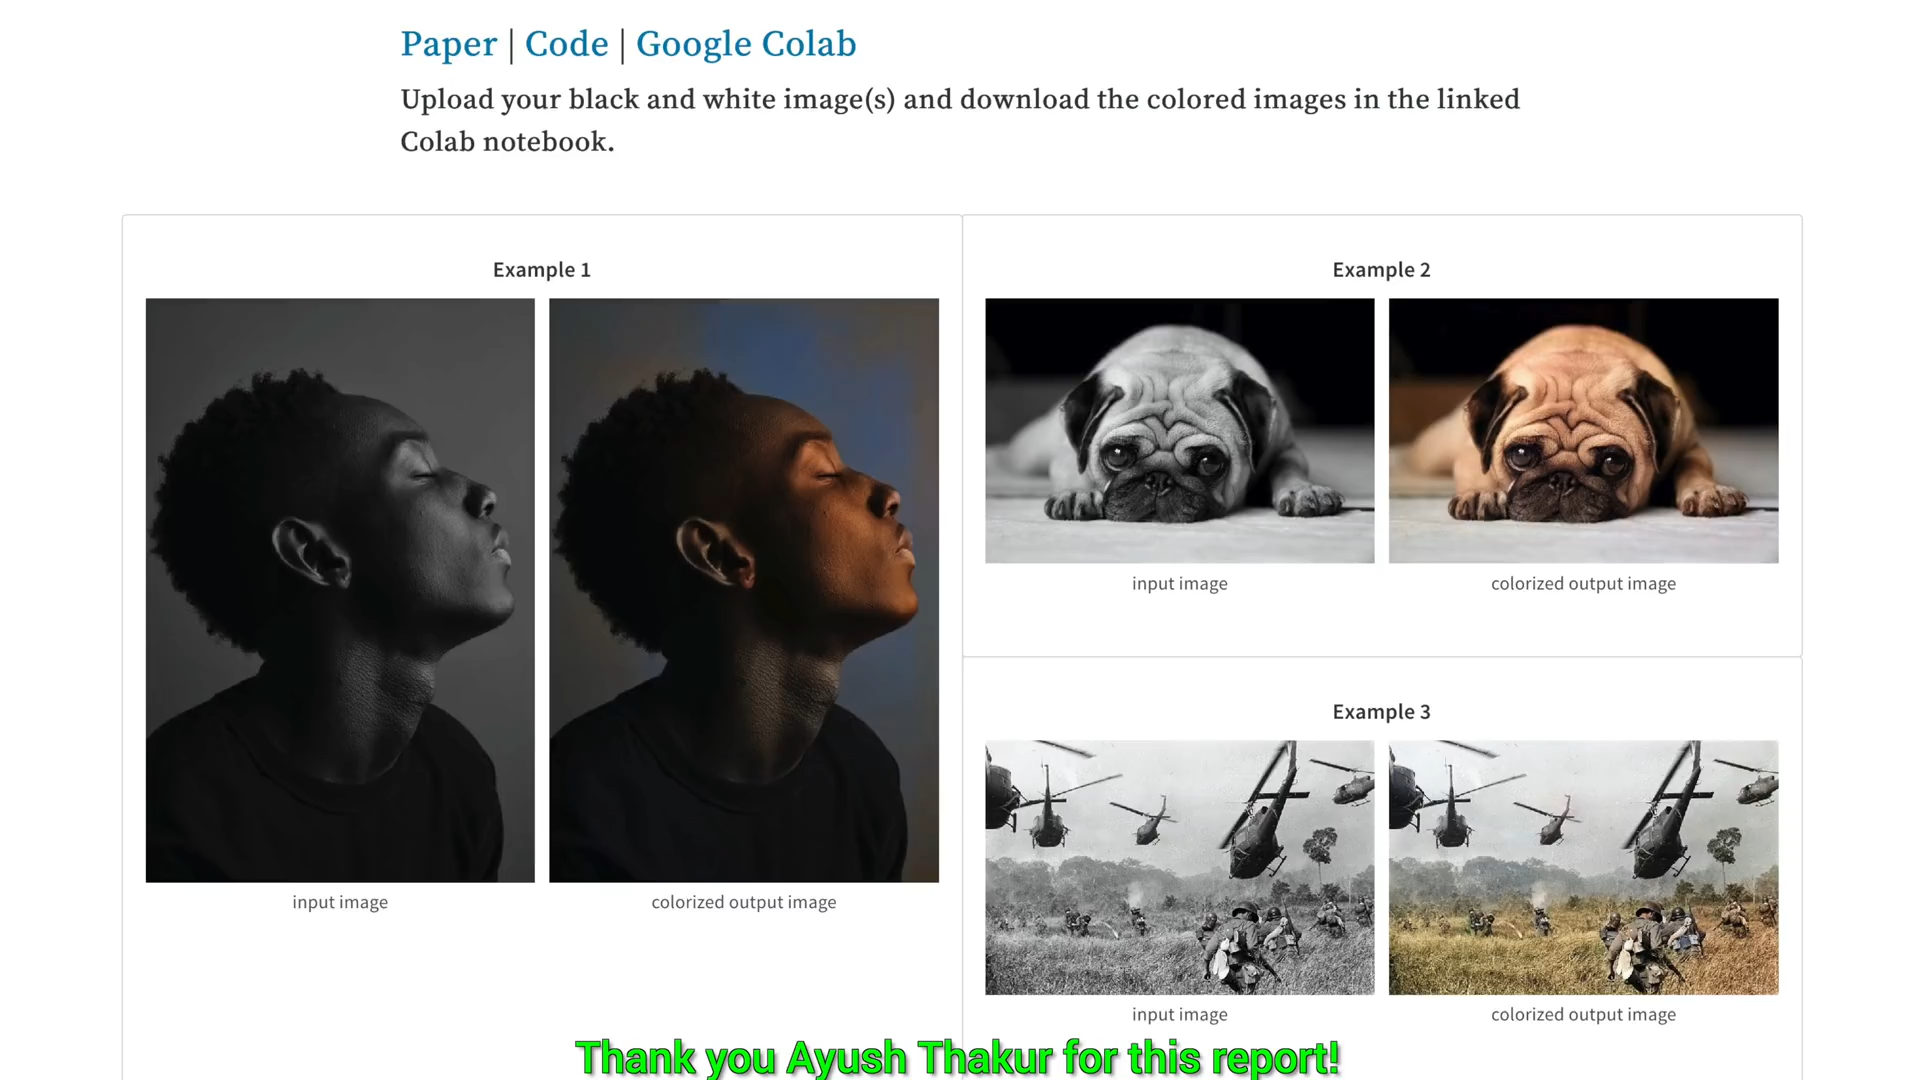 Paper | Code | Google Colab
Upload your black and white image(s) and download the colored images in the linked
Colab notebook.
Example 1
input image
colorized output image
Example 2
input image
colorized output image
Example 3
input image
colorized output image
Thank you Ayush Thakur for this report!